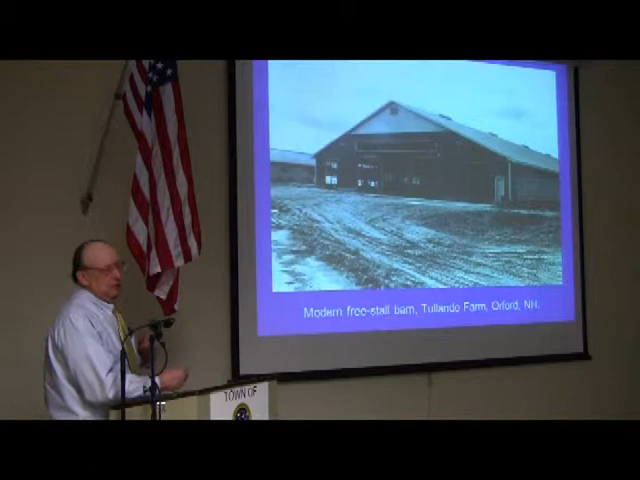 Modern free-stall barn, Tullando Farm, Orford, NH.
TOWN OF